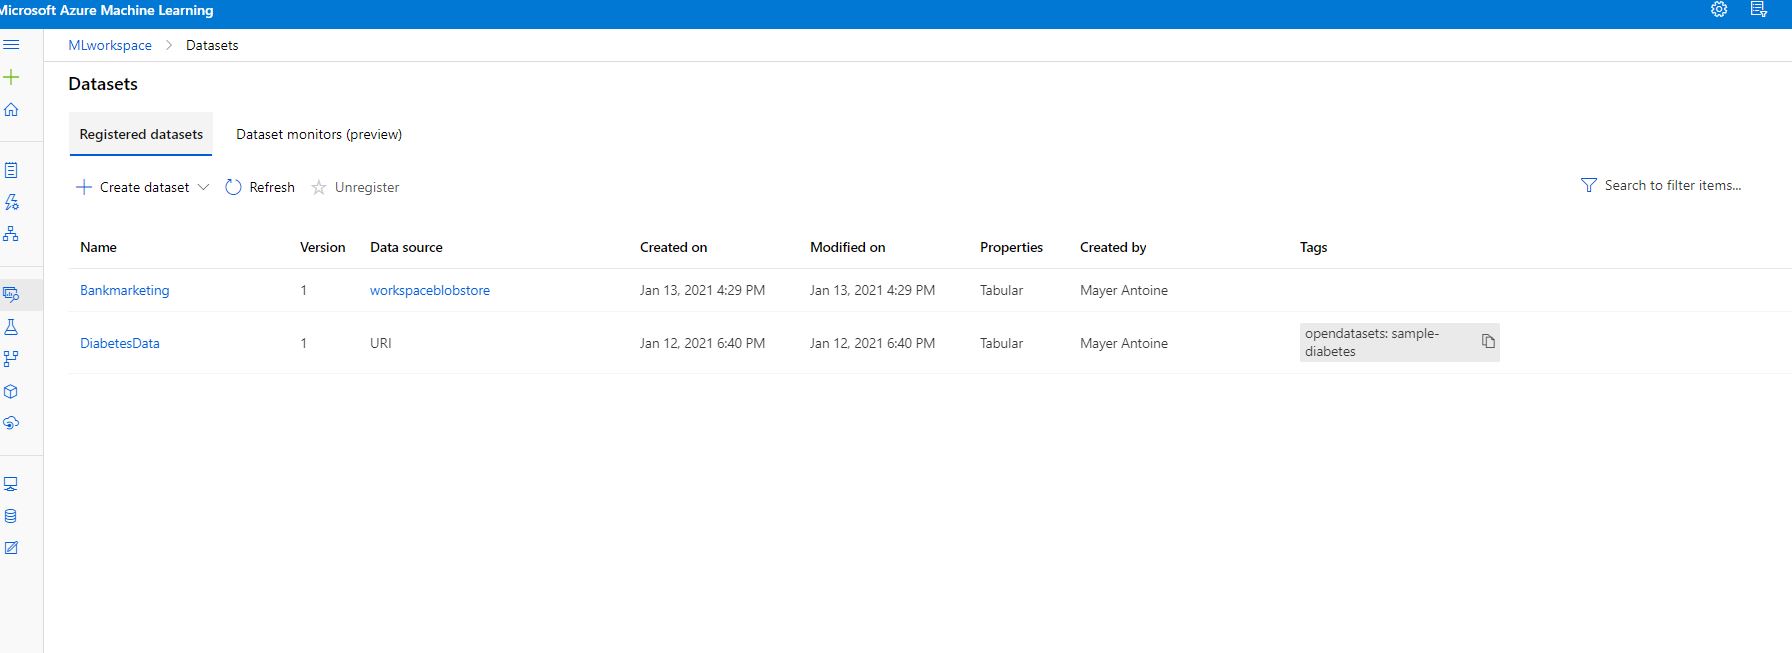 Microsoft Azure Machine Learning
MLworkspace > Datasets
Datasets
Registered datasets Dataset monitors (preview)
Create dataset Refresh Unregister Search to filter items...
Name Version Data source Created on Modified on Properties Created by Tags
Bankmarketing 1 workspaceblobstore Jan 13, 2021 4:29 PM Jan 13, 2021 4:29 PM Tabular Mayer Antoine
DiabetesData 1 URI Jan 12, 2021 6:40 PM Jan 12, 2021 6:40 PM Tabular Mayer Antoine opendatasets: sample-
diabetes